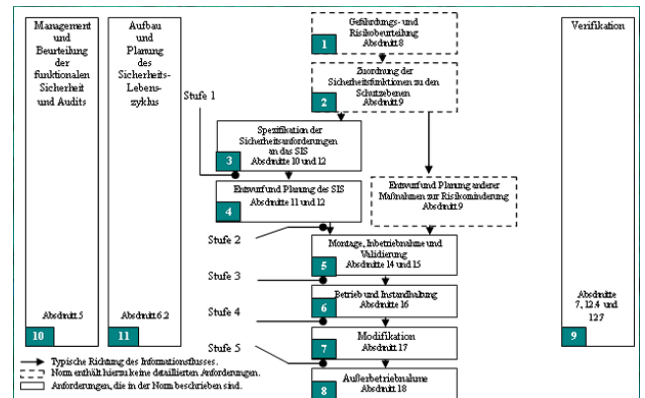 Management
und
Beurteilung
der
funktionalen
Sicherheit
und Audits
Abschnitt 5
10
Aufbau
und
Planung
des
Sicherheits-
Lebens-
zyklus
Abschnitt 6.2
11
Gefährdungs- und
Risikobeurteilung
Abschnitt 8
1
Zuordnung der
Sicherheitsfunktionen zu den
Schutzebenen
Abschnitt 9
2
Stufe 1
Spezifikation der
Sicherheitsanforderungen
an das SIS
Abschnitte 10 und 12
3
Entwurf und Planung des SIS
Abschnitte 11 und 12
4
Entwurf und Planung anderer
Maßnahmen zur Risikominderung
Abschnitt 9
Stufe 2
Montage, Inbetriebnahme und
Validierung
Abschnitte 14 und 15
5
Stufe 3
Betrieb und Instandhaltung
Abschnitte 16
6
Stufe 4
Modifikation
Abschnitt 17
7
Stufe 5
Außerbetriebnahme
Abschnitt 18
8
Verifikation
Abschnitte
7, 12.4 und
12.7
9
Typische Richtung des Informationsflusses.
Norm enthält hierzu keine detaillierten Anforderungen.
Anforderungen, die in der Norm beschrieben sind.